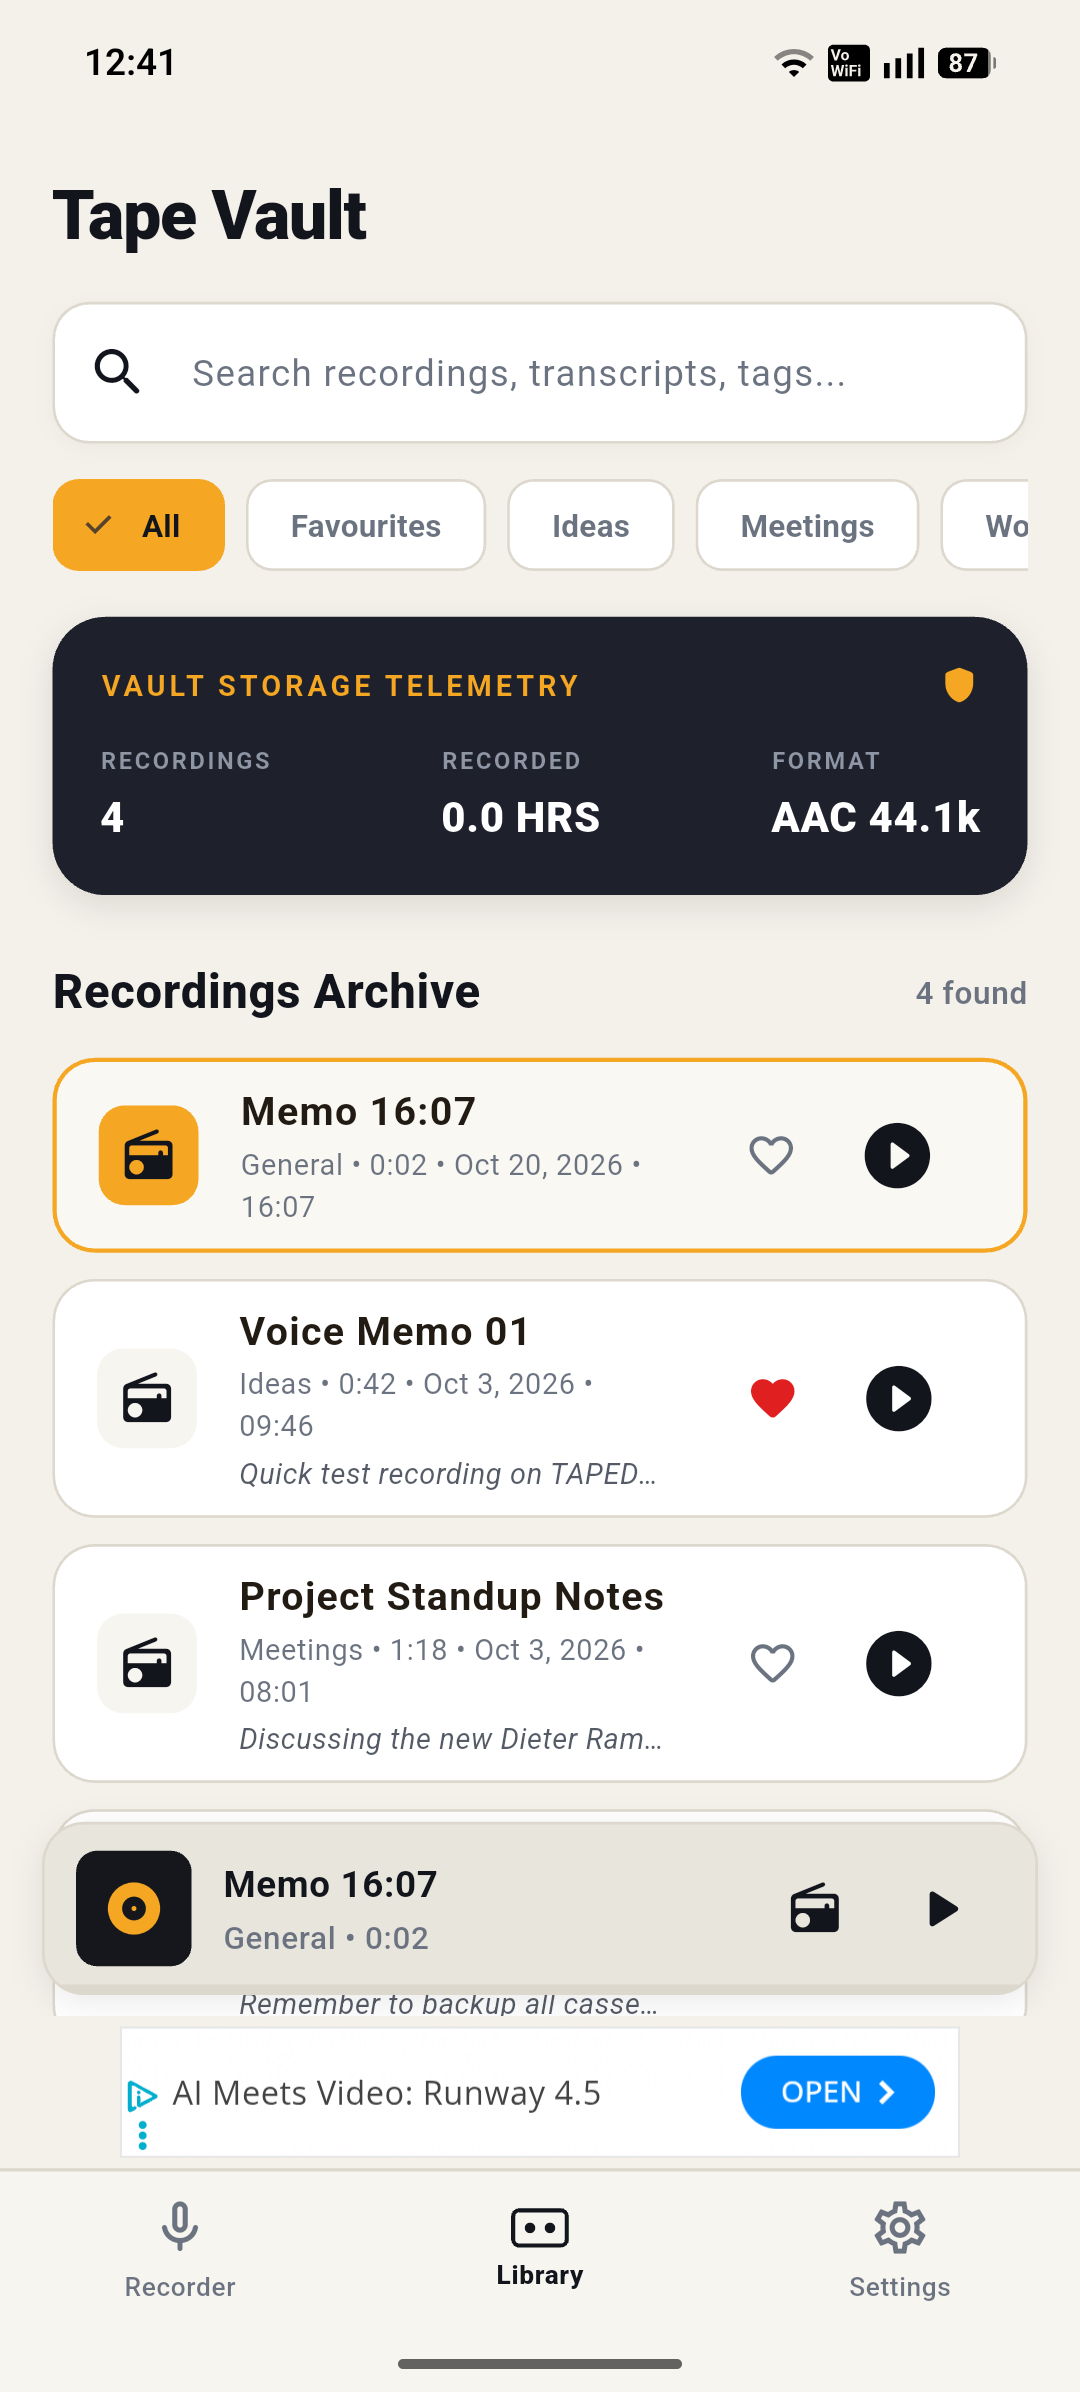 12:41
Vo WiFi
87
Tape Vault
Search recordings, transcripts, tags...
All
Favourites
Ideas
Meetings
Wo
VAULT STORAGE TELEMETRY
RECORDINGS
RECORDED
FORMAT
4
0.0 HRS
AAC 44.1k
Recordings Archive
4 found
Memo 16:07
General • 0:02 • Oct 20, 2026 •
16:07
Voice Memo 01
Ideas • 0:42 • Oct 3, 2026 •
09:46
Quick test recording on TAPED...
Project Standup Notes
Meetings • 1:18 • Oct 3, 2026 •
08:01
Discussing the new Dieter Ram...
Memo 16:07
General • 0:02
Remember to backup all casse...
AI Meets Video: Runway 4.5
OPEN
Recorder
Library
Settings